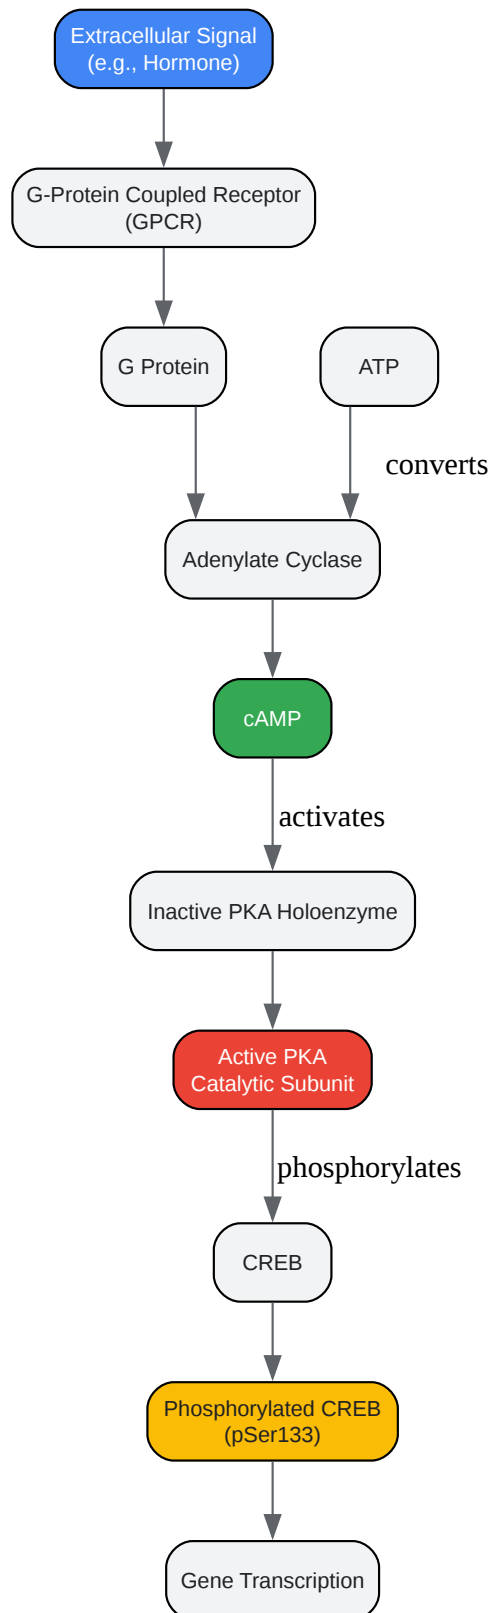 Extracellular Signal
(e.g., Hormone)
G-Protein Coupled Receptor
(GPCR)
G Protein
ATP
converts
Adenylate Cyclase
cAMP
activates
Inactive PKA Holoenzyme
Active PKA
Catalytic Subunit
phosphorylates
CREB
Phosphorylated CREB
(pSer133)
Gene Transcription